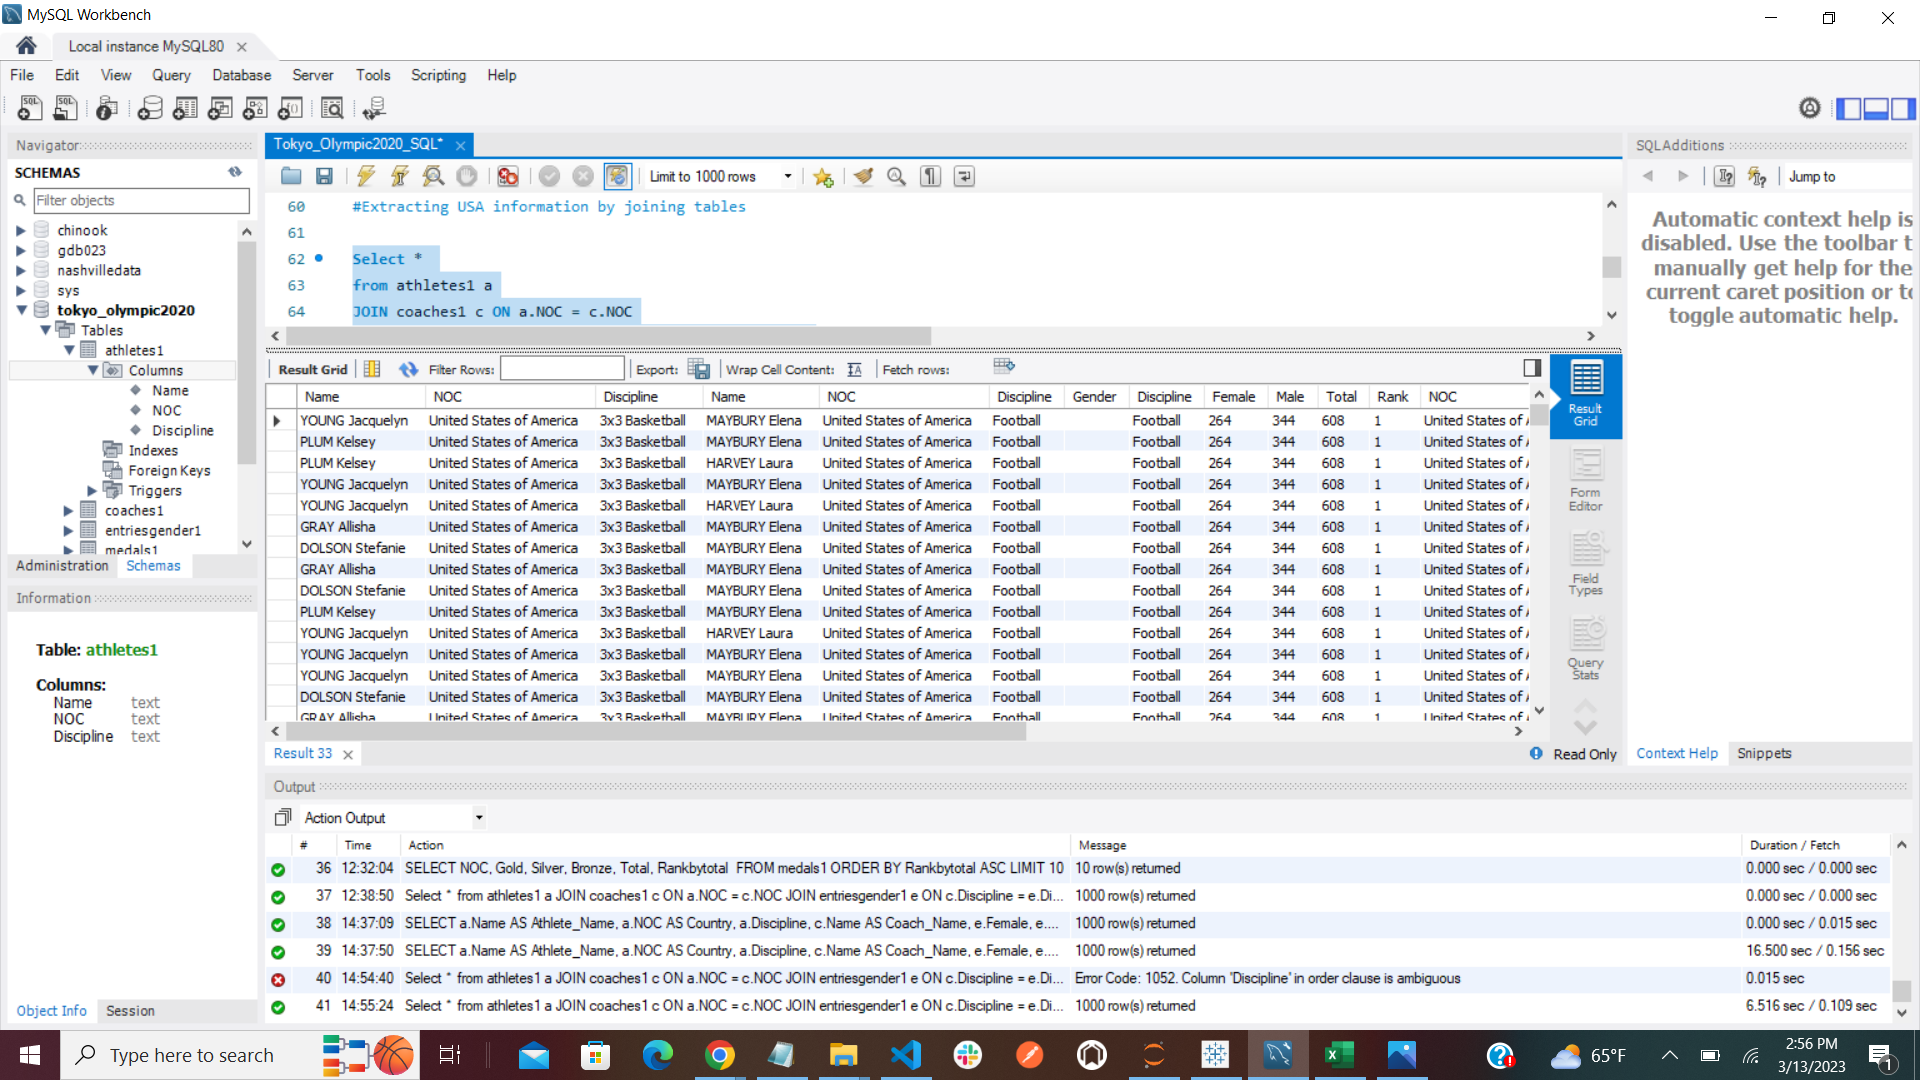 MySQL Workbench
Local instance MySQL80
File Edit View Query Database Server Tools Scripting Help
Navigator
SCHEMAS
Filter objects
chinook
gdb023
nashvilledata
sys
tokyo_olympic2020
Tables
athletes1
Columns
Name
NOC
Discipline
Indexes
Foreign Keys
Triggers
coaches1
entriesgender1
medals1
Administration Schemas
Information
Table: athletes1
Columns:
Name text
NOC text
Discipline text
Object Info Session
Tokyo_Olympic2020_SQL*
Limit to 1000 rows
60 #Extracting USA information by joining tables
61
62 Select *
63 from athletes1 a
64 JOIN coaches1 c ON a.NOC = c.NOC
Result Grid Filter Rows: Export: Wrap Cell Content: Fetch rows:
Name NOC Discipline Name NOC Discipline Gender Discipline Female Male Total Rank NOC
YOUNG Jacquelyn United States of America 3x3 Basketball MAYBURY Elena United States of America Football Football 264 344 608 1 United States of A
PLUM Kelsey United States of America 3x3 Basketball MAYBURY Elena United States of America Football Football 264 344 608 1 United States of A
PLUM Kelsey United States of America 3x3 Basketball HARVEY Laura United States of America Football Football 264 344 608 1 United States of A
YOUNG Jacquelyn United States of America 3x3 Basketball MAYBURY Elena United States of America Football Football 264 344 608 1 United States of A
YOUNG Jacquelyn United States of America 3x3 Basketball HARVEY Laura United States of America Football Football 264 344 608 1 United States of A
GRAY Allisha United States of America 3x3 Basketball MAYBURY Elena United States of America Football Football 264 344 608 1 United States of A
DOLSON Stefanie United States of America 3x3 Basketball MAYBURY Elena United States of America Football Football 264 344 608 1 United States of A
GRAY Allisha United States of America 3x3 Basketball MAYBURY Elena United States of America Football Football 264 344 608 1 United States of A
DOLSON Stefanie United States of America 3x3 Basketball MAYBURY Elena United States of America Football Football 264 344 608 1 United States of A
PLUM Kelsey United States of America 3x3 Basketball MAYBURY Elena United States of America Football Football 264 344 608 1 United States of A
YOUNG Jacquelyn United States of America 3x3 Basketball HARVEY Laura United States of America Football Football 264 344 608 1 United States of A
YOUNG Jacquelyn United States of America 3x3 Basketball MAYBURY Elena United States of America Football Football 264 344 608 1 United States of A
YOUNG Jacquelyn United States of America 3x3 Basketball MAYBURY Elena United States of America Football Football 264 344 608 1 United States of A
DOLSON Stefanie United States of America 3x3 Basketball MAYBURY Elena United States of America Football Football 264 344 608 1 United States of A
GRAY Allisha United States of America 3x3 Basketball MAYBURY Elena United States of America Football Football 264 344 608 1 United States of A
Result Grid
Form Editor
Field Types
Query Stats
Result 33
Read Only
SQLAdditions
Jump to
Automatic context help is
disabled. Use the toolbar t
manually get help for the
current caret position or to
toggle automatic help.
Context Help Snippets
Output
Action Output
# Time Action Message Duration / Fetch
36 12:32:04 SELECT NOC, Gold, Silver, Bronze, Total, Rankbytotal FROM medals1 ORDER BY Rankbytotal ASC LIMIT 10 10 row(s) returned 0.000 sec / 0.000 sec
37 12:38:50 Select * from athletes1 a JOIN coaches1 c ON a.NOC = c.NOC JOIN entriesgender1 e ON c.Discipline = e.Di... 1000 row(s) returned 0.000 sec / 0.000 sec
38 14:37:09 SELECT a.Name AS Athlete_Name, a.NOC AS Country, a.Discipline, c.Name AS Coach_Name, e.Female, e.... 1000 row(s) returned 0.000 sec / 0.015 sec
39 14:37:50 SELECT a.Name AS Athlete_Name, a.NOC AS Country, a.Discipline, c.Name AS Coach_Name, e.Female, e.... 1000 row(s) returned 16.500 sec / 0.156 sec
40 14:54:40 Select * from athletes1 a JOIN coaches1 c ON a.NOC = c.NOC JOIN entriesgender1 e ON c.Discipline = e.Di... Error Code: 1052. Column 'Discipline' in order clause is ambiguous 0.015 sec
41 14:55:24 Select * from athletes1 a JOIN coaches1 c ON a.NOC = c.NOC JOIN entriesgender1 e ON c.Discipline = e.Di... 1000 row(s) returned 6.516 sec / 0.109 sec
Type here to search
65°F
2:56 PM
3/13/2023
1